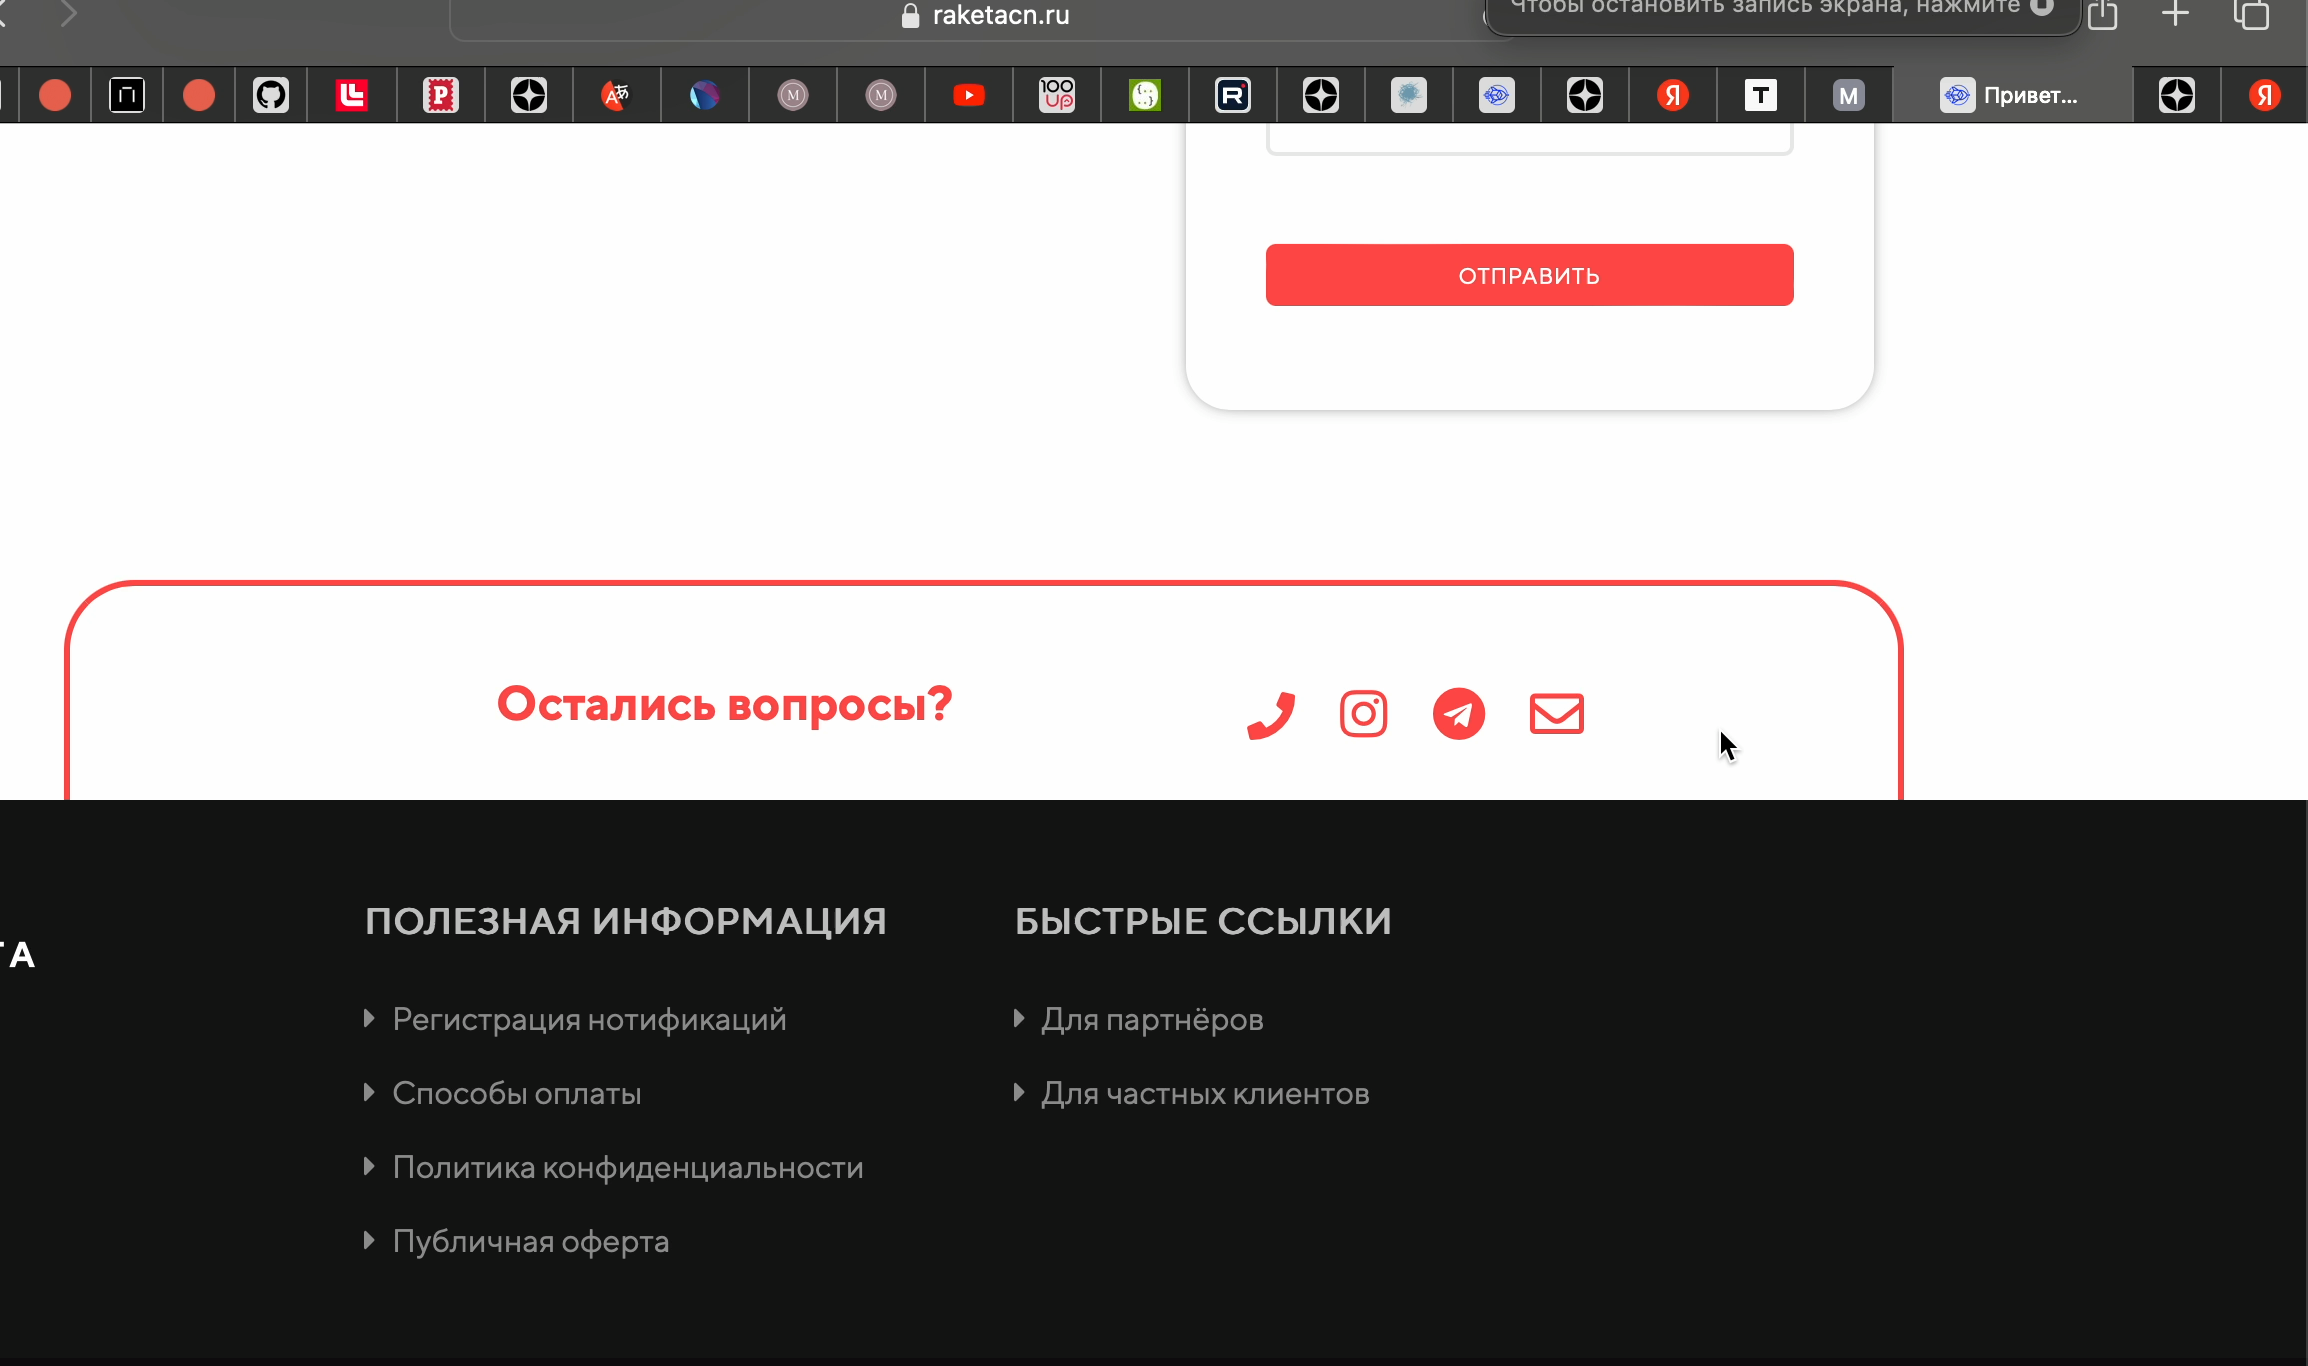 raketacn.ru
Чтобы остановить запись экрана, нажмите
Привет...
ОТПРАВИТЬ
Остались вопросы?
ТА
ПОЛЕЗНАЯ ИНФОРМАЦИЯ
Регистрация нотификаций
Способы оплаты
Политика конфиденциальности
Публичная оферта
БЫСТРЫЕ ССЫЛКИ
Для партнёров
Для частных клиентов